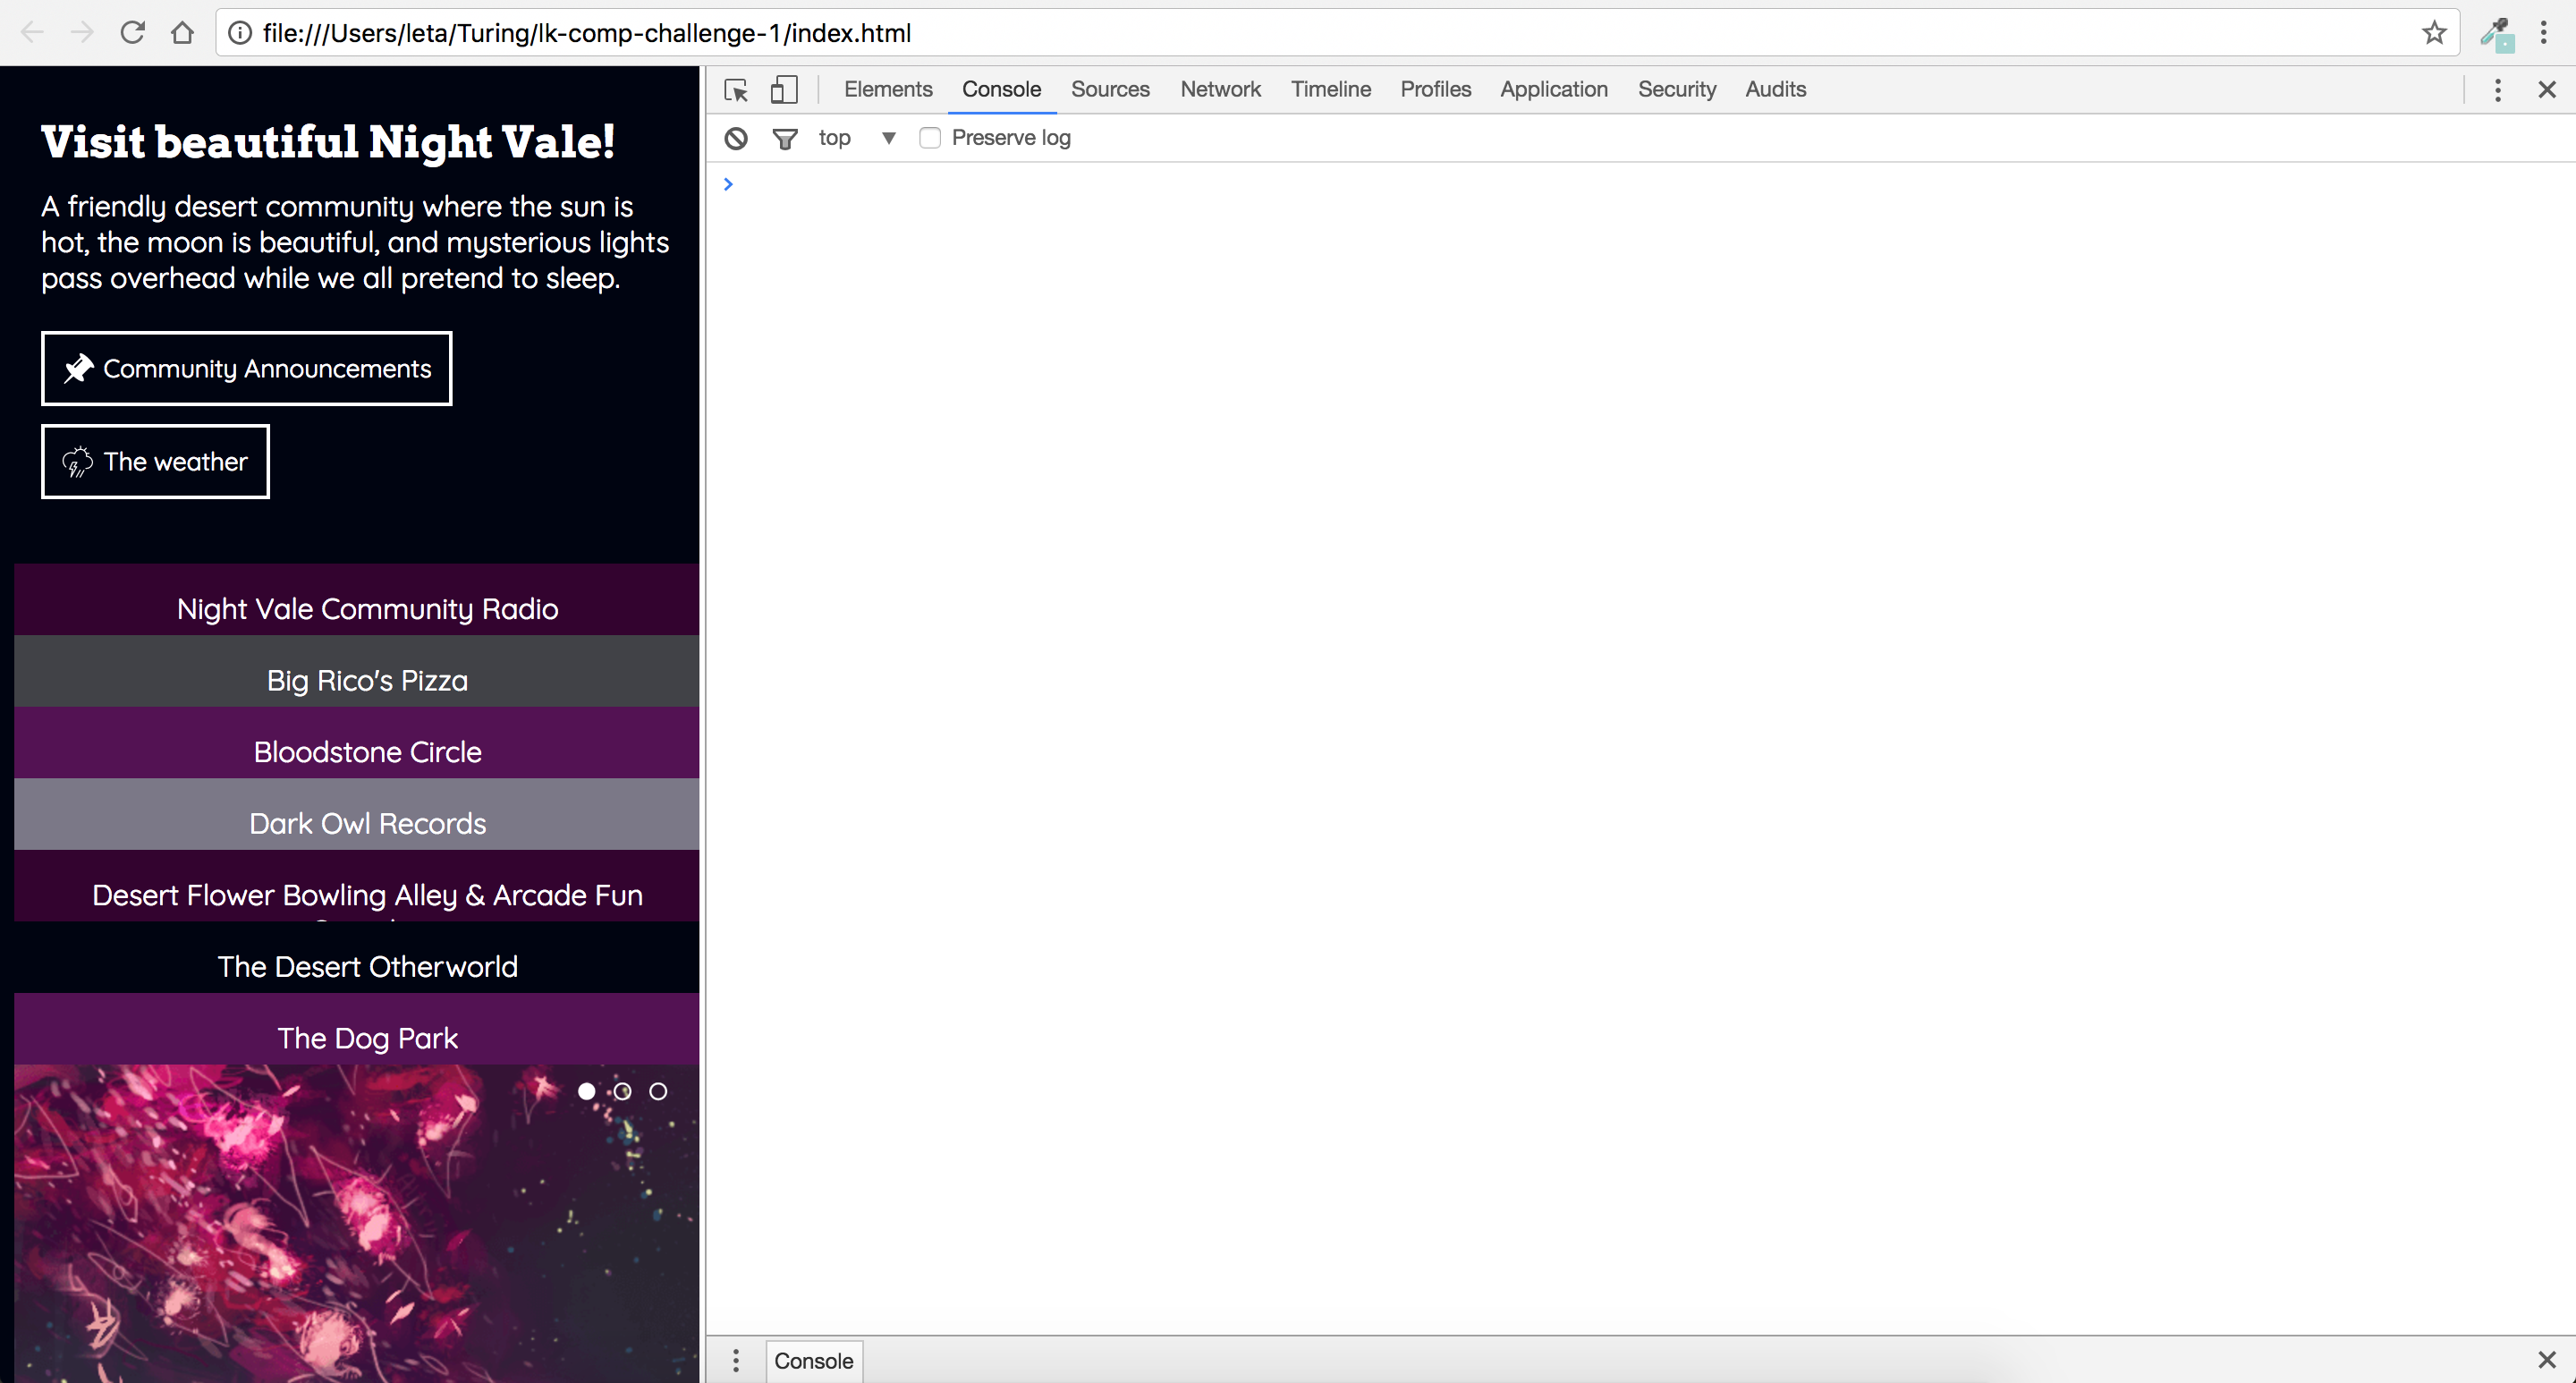 file:///Users/leta/Turing/lk-comp-challenge-1/index.html
Elements Console Sources Network Timeline Profiles Application Security Audits
top Preserve log
Visit beautiful Night Vale!
A friendly desert community where the sun is
hot, the moon is beautiful, and mysterious lights
pass overhead while we all pretend to sleep.
Community Announcements
The weather
Night Vale Community Radio
Big Rico's Pizza
Bloodstone Circle
Dark Owl Records
Desert Flower Bowling Alley & Arcade Fun
The Desert Otherworld
The Dog Park
Console